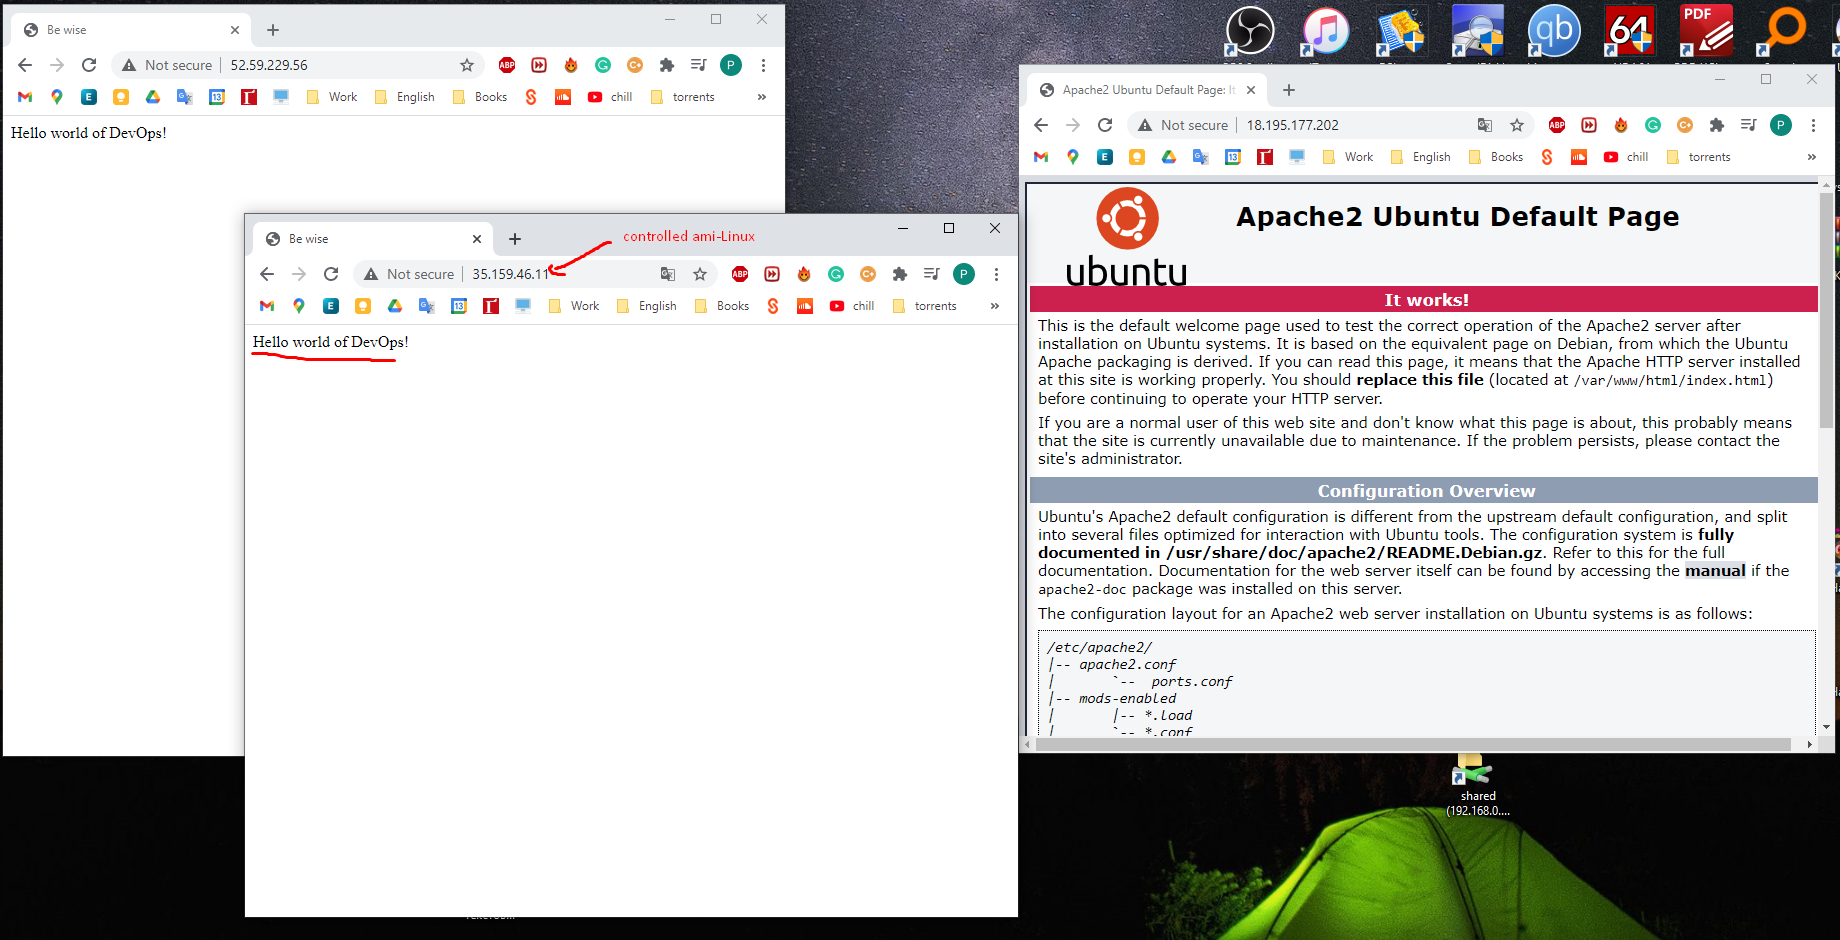 Be wise
Not secure | 52.59.229.56
ABP
G
C+
P
13
Work
English
Books
chill
torrents
»
Hello world of DevOps!
Be wise
controlled ami-Linux
Not secure | 35.159.46.11
ABP
G
C+
P
13
Work
English
Books
chill
torrents
»
Hello world of DevOps!
qb
64
PDF
Apache2 Ubuntu Default Page: It
Not secure | 18.195.177.202
ABP
G
C+
P
13
Work
English
Books
chill
torrents
»
ubuntu
Apache2 Ubuntu Default Page
It works!
This is the default welcome page used to test the correct operation of the Apache2 server after
installation on Ubuntu systems. It is based on the equivalent page on Debian, from which the Ubuntu
Apache packaging is derived. If you can read this page, it means that the Apache HTTP server installed
at this site is working properly. You should replace this file (located at /var/www/html/index.html)
before continuing to operate your HTTP server.
If you are a normal user of this web site and don't know what this page is about, this probably means
that the site is currently unavailable due to maintenance. If the problem persists, please contact the
site's administrator.
Configuration Overview
Ubuntu's Apache2 default configuration is different from the upstream default configuration, and split
into several files optimized for interaction with Ubuntu tools. The configuration system is fully
documented in /usr/share/doc/apache2/README.Debian.gz. Refer to this for the full
documentation. Documentation for the web server itself can be found by accessing the manual if the
apache2-doc package was installed on this server.
The configuration layout for an Apache2 web server installation on Ubuntu systems is as follows:
/etc/apache2/
|-- apache2.conf
|       `--  ports.conf
|-- mods-enabled
|       |-- *.load
|       `-- *.conf
shared
(192.168.0....